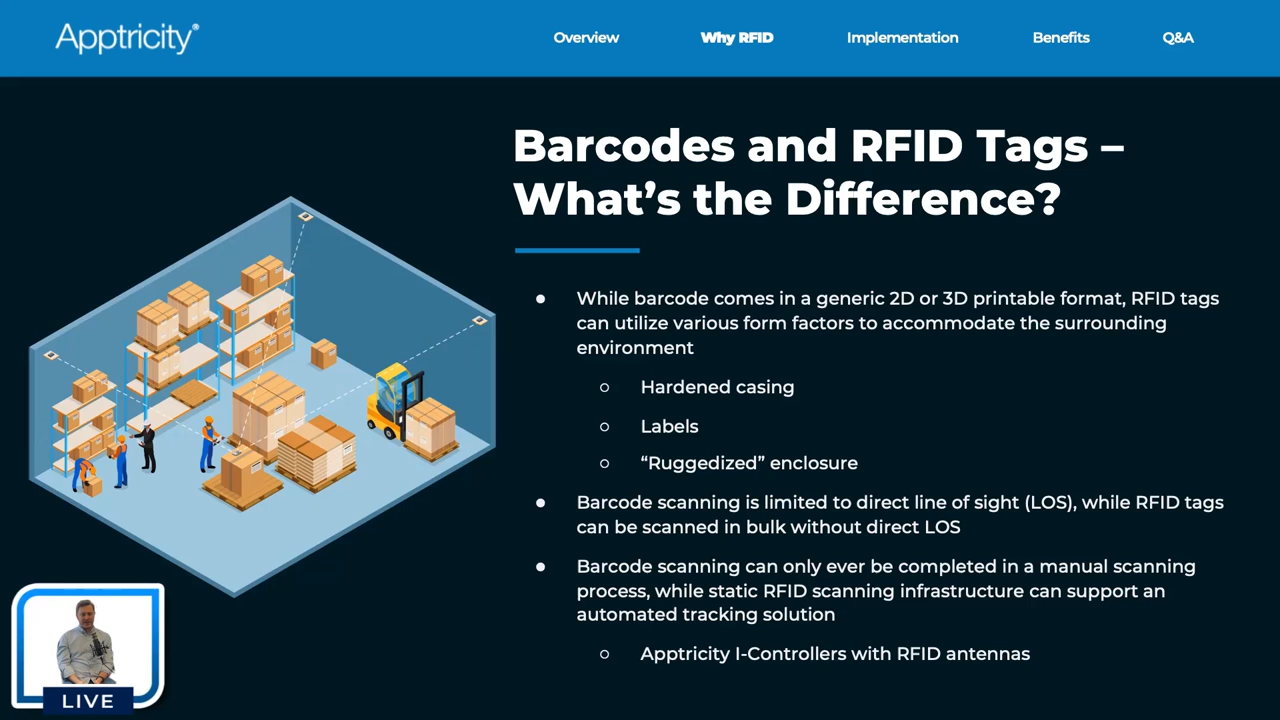 Apptricity®
Overview
Why RFID
Implementation
Benefits
Q&A
Barcodes and RFID Tags –
What's the Difference?
● While barcode comes in a generic 2D or 3D printable format, RFID tags
can utilize various form factors to accommodate the surrounding
environment
○ Hardened casing
○ Labels
○ “Ruggedized” enclosure
● Barcode scanning is limited to direct line of sight (LOS), while RFID tags
can be scanned in bulk without direct LOS
● Barcode scanning can only ever be completed in a manual scanning
process, while static RFID scanning infrastructure can support an
automated tracking solution
○ Apptricity I-Controllers with RFID antennas
LIVE